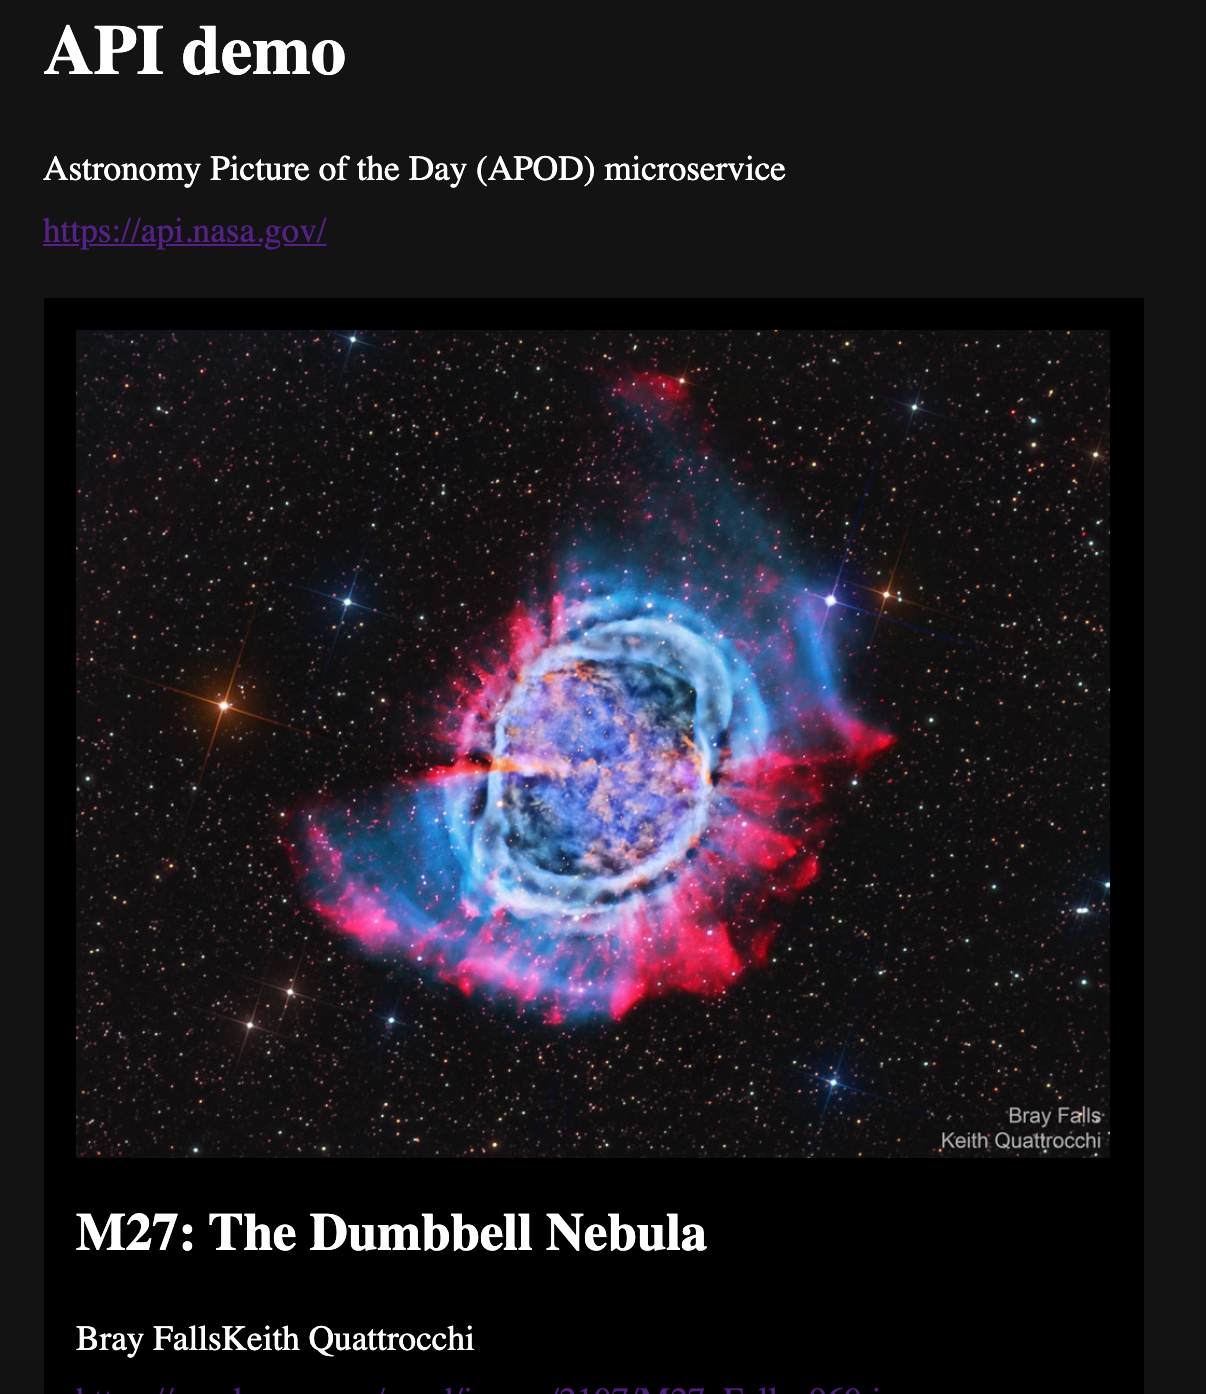 API demo
Astronomy Picture of the Day (APOD) microservice
https://api.nasa.gov/
Bray Falls
Keith Quattrocchi
M27: The Dumbbell Nebula
Bray FallsKeith Quattrocchi